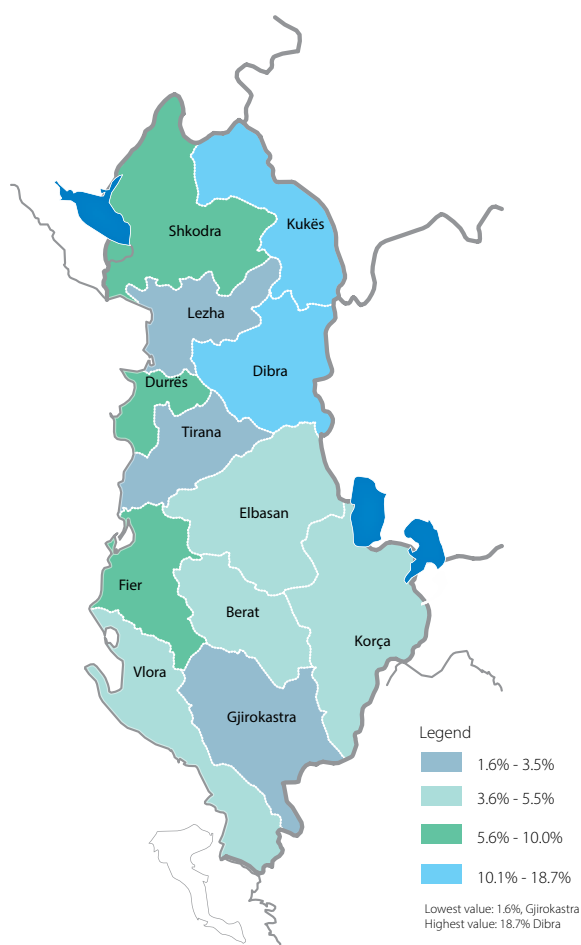 Shkodra
Kukës
Lezha
Dibra
Durrës
Tirana
Elbasan
Fier
Berat
Korça
Vlora
Gjirokastra
Legend
1.6% - 3.5%
3.6% - 5.5%
5.6% - 10.0%
10.1% - 18.7%
Lowest value: 1.6%, Gjirokastra
Highest value: 18.7% Dibra